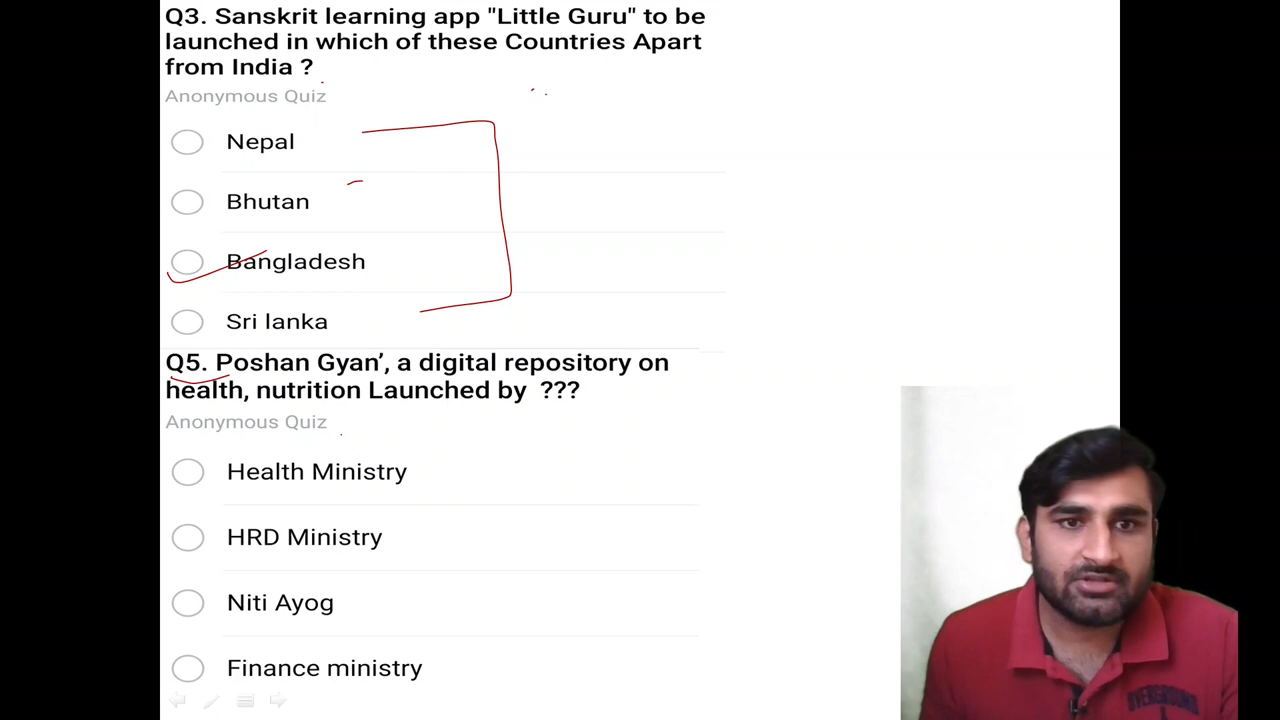 Q3. Sanskrit learning app "Little Guru" to be
launched in which of these Countries Apart
from India ?
Anonymous Quiz
Nepal
Bhutan
Bangladesh
Sri lanka
Q5. Poshan Gyan’, a digital repository on
health, nutrition Launched by ???
Anonymous Quiz
Health Ministry
HRD Ministry
Niti Ayog
Finance ministry
OVERGROUND